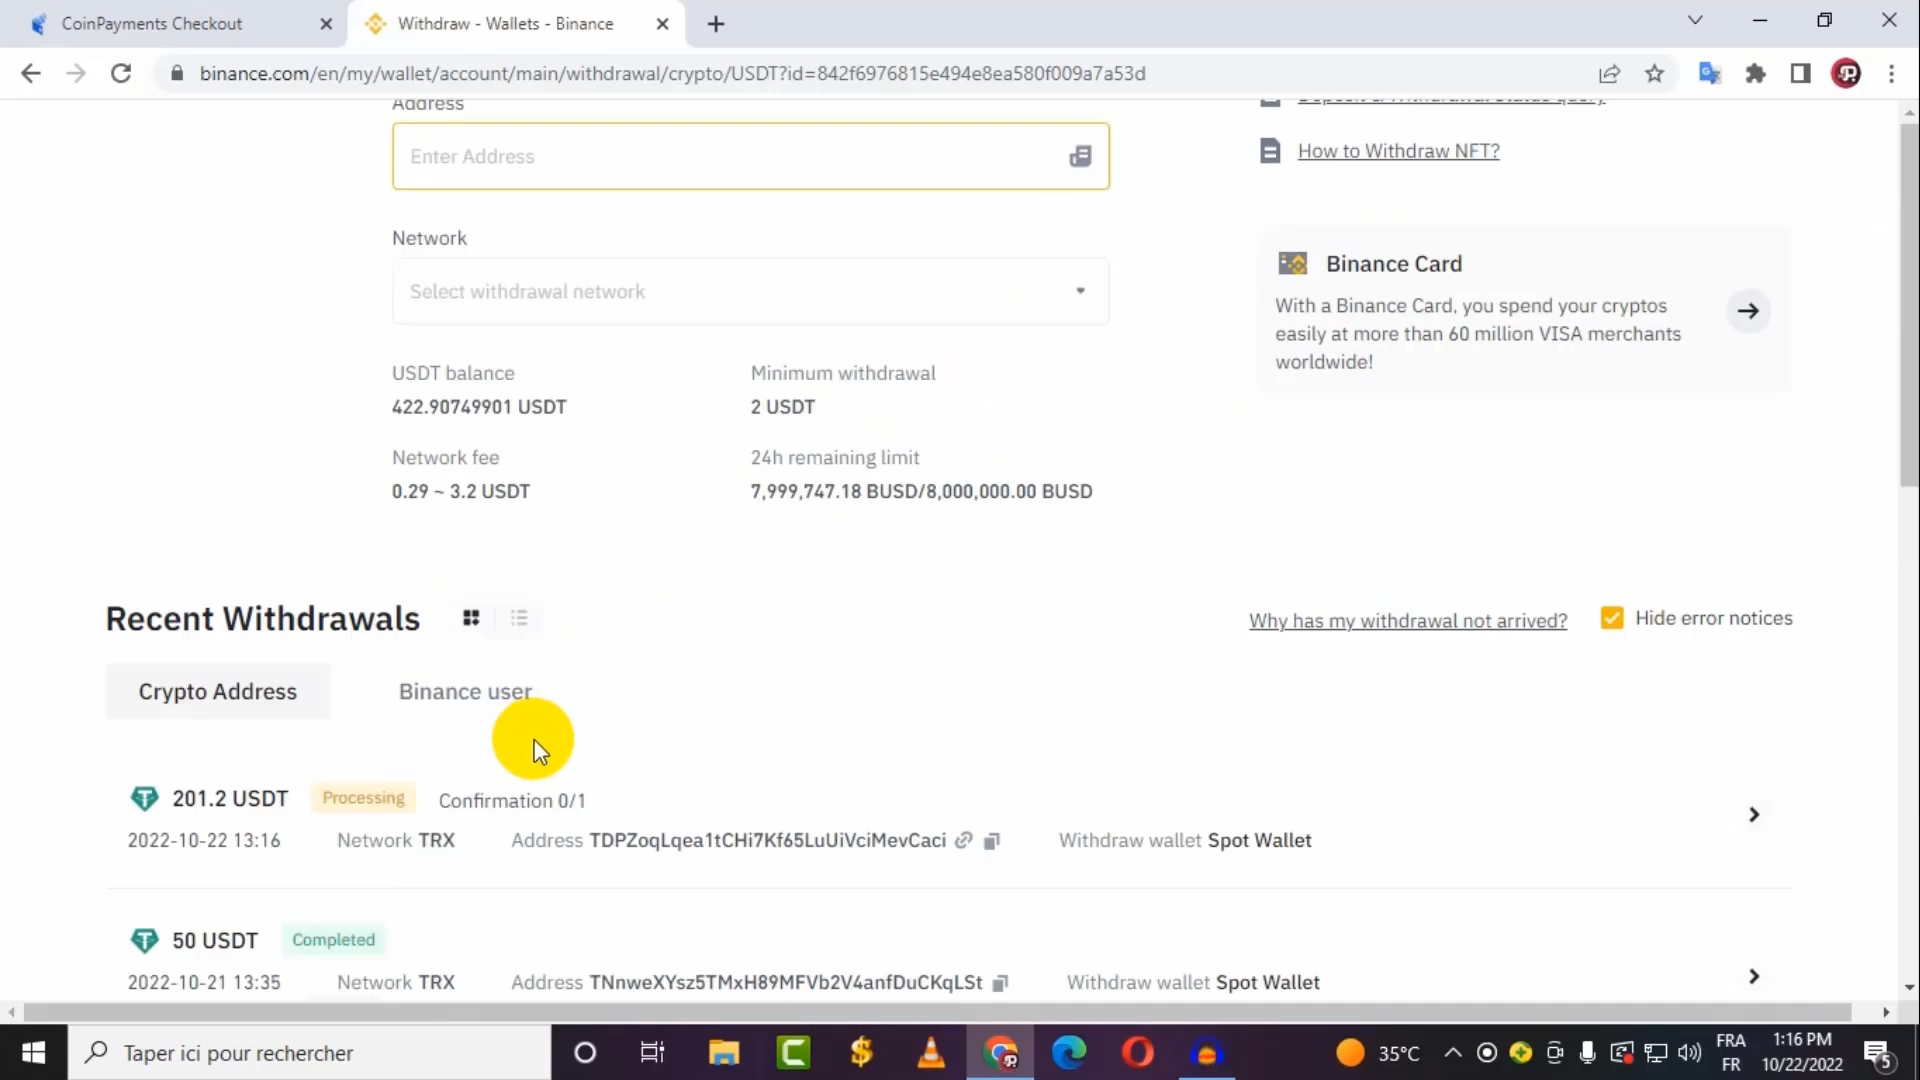 CoinPayments Checkout
Withdraw - Wallets - Binance
binance.com/en/my/wallet/account/main/withdrawal/crypto/USDT?id=842f6976815e494e8ea580f009a7a53d
Address
Deposit & Withdrawal Status query
Enter Address
How to Withdraw NFT?
Network
Select withdrawal network
Binance Card
With a Binance Card, you spend your cryptos
easily at more than 60 million VISA merchants
worldwide!
USDT balance
422.90749901 USDT
Minimum withdrawal
2 USDT
Network fee
0.29 ~ 3.2 USDT
24h remaining limit
7,999,747.18 BUSD/8,000,000.00 BUSD
Recent Withdrawals
Why has my withdrawal not arrived?
Hide error notices
Crypto Address
Binance user
201.2 USDT Processing Confirmation 0/1
2022-10-22 13:16 Network TRX Address TDPZoqLqea1tCHi7Kf65LuUiVciMevCaci Withdraw wallet Spot Wallet
50 USDT Completed
2022-10-21 13:35 Network TRX Address TNnweXYsz5TMxH89MFVb2V4anfDuCKqLSt Withdraw wallet Spot Wallet
Taper ici pour rechercher
35°C
FRA
FR
1:16 PM
10/22/2022
5